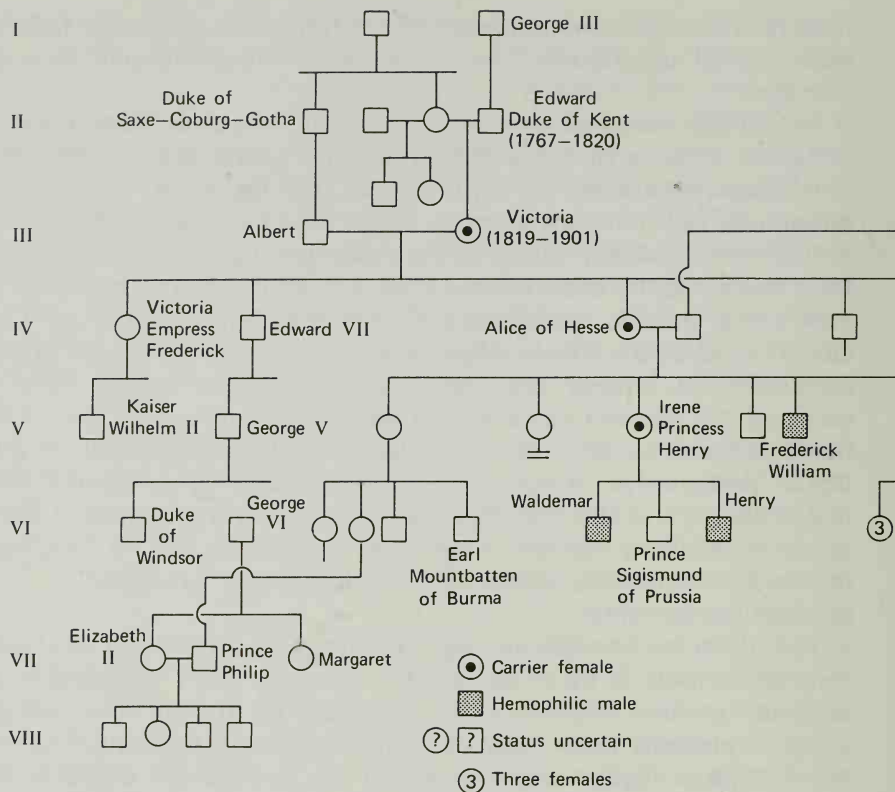 I
George III
Duke of
Saxe–Coburg–Gotha
II
Edward
Duke of Kent
(1767–1820)
III
Albert
Victoria
(1819–1901)
IV
Victoria
Empress
Frederick
Edward VII
Alice of Hesse
V
Kaiser
Wilhelm II
George V
Irene
Princess
Henry
Frederick
William
VI
Duke
of
Windsor
George
VI
Earl
Mountbatten
of Burma
Waldemar
Prince
Sigismund
of Prussia
Henry
3
VII
Elizabeth
II
Prince
Philip
Margaret
VIII
Carrier female
Hemophilic male
? ? Status uncertain
3 Three females